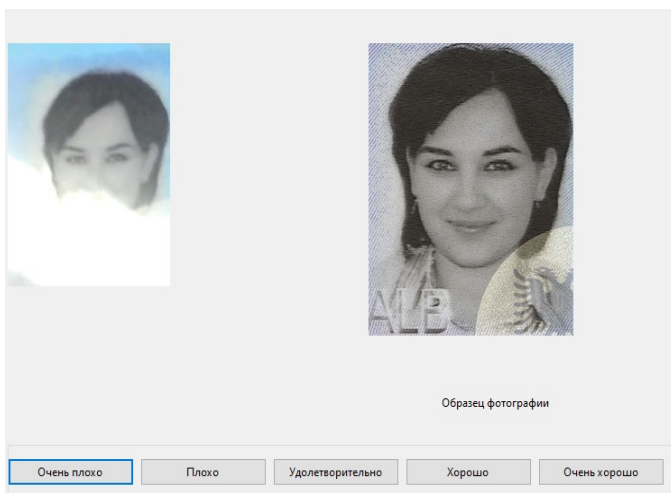 ALB
Образец фотографии
Очень плохо
Плохо
Удолетворительно
Хорошо
Очень хорошо